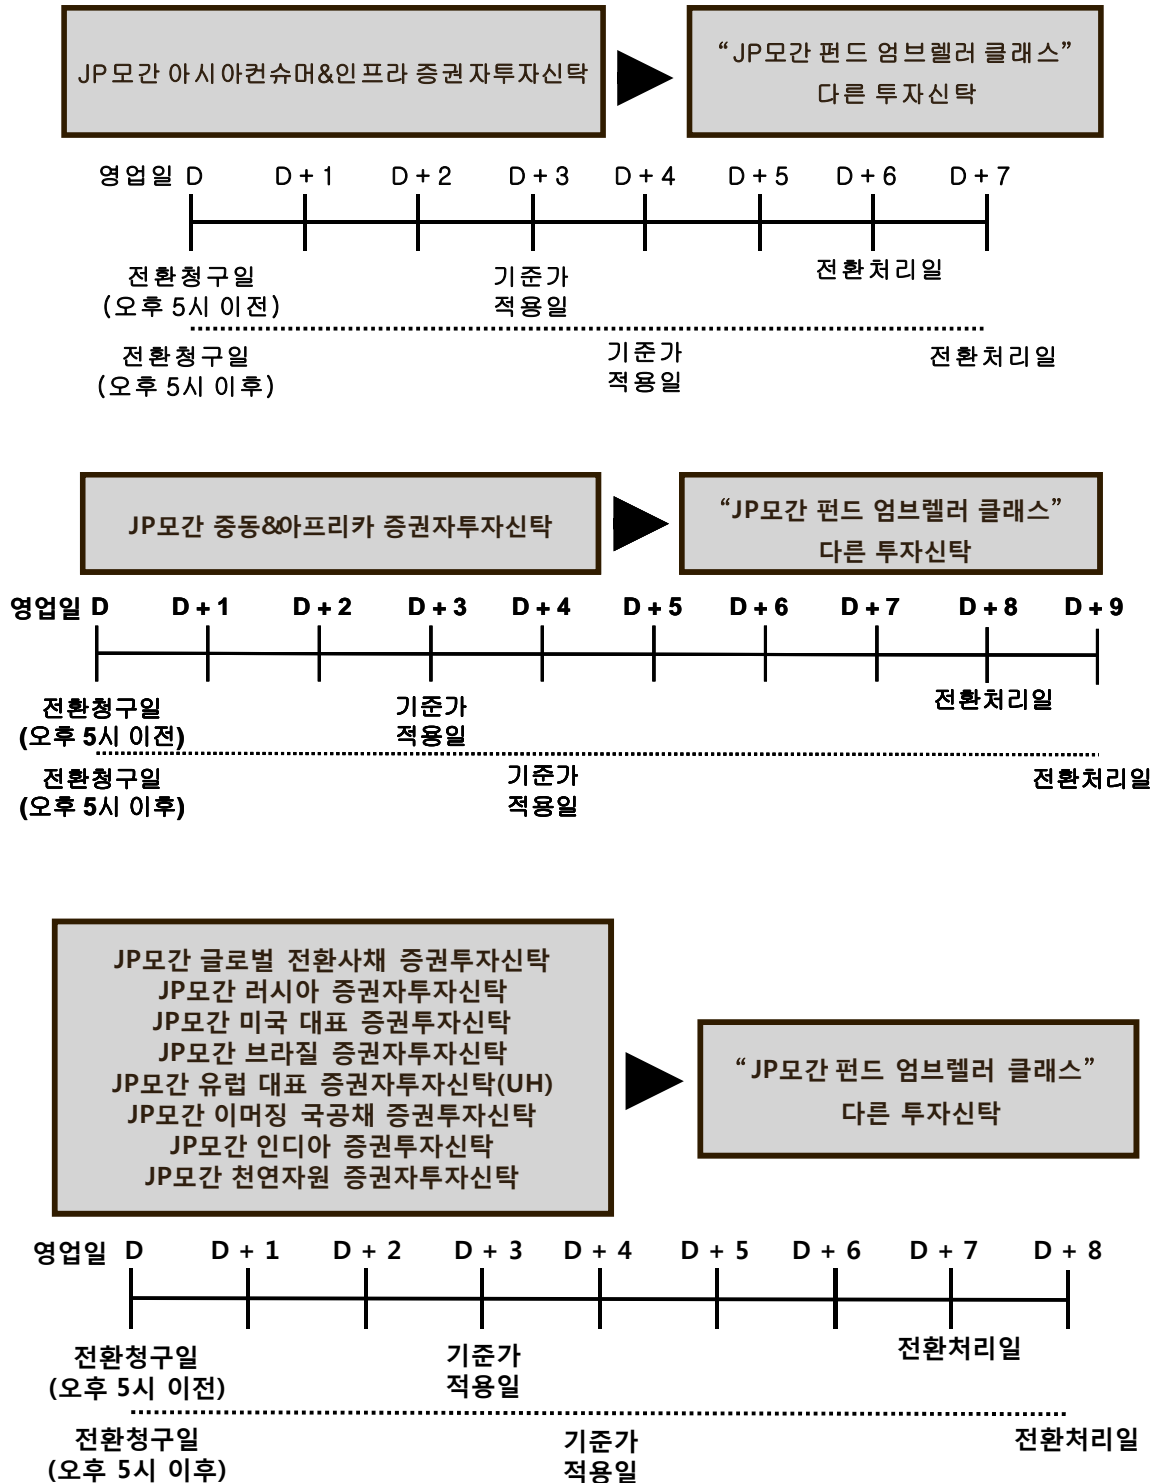 JP모간 아시아컨슈머&인프라 증권자투자신탁
“JP모간 펀드 엄브렐러 클래스”
다른 투자신탁
영업일 D D + 1 D + 2 D + 3 D + 4 D + 5 D + 6 D + 7
전환청구일
(오후 5시 이전)
기준가
적용일
전환처리일
전환청구일
(오후 5시 이후)
기준가
적용일
전환처리일
JP모간 중동&아프리카 증권자투자신탁
“JP모간 펀드 엄브렐러 클래스”
다른 투자신탁
영업일 D D + 1 D + 2 D + 3 D + 4 D + 5 D + 6 D + 7 D + 8 D + 9
전환청구일
(오후 5시 이전)
기준가
적용일
전환처리일
전환청구일
(오후 5시 이후)
기준가
적용일
전환처리일
JP모간 글로벌 전환사채 증권투자신탁
JP모간 러시아 증권자투자신탁
JP모간 미국 대표 증권투자신탁
JP모간 브라질 증권투자신탁
JP모간 유럽 대표 증권자투자신탁(UH)
JP모간 이머징 국공채 증권투자신탁
JP모간 인디아 증권투자신탁
JP모간 천연자원 증권자투자신탁
“JP모간 펀드 엄브렐러 클래스”
다른 투자신탁
영업일 D D + 1 D + 2 D + 3 D + 4 D + 5 D + 6 D + 7 D + 8
전환청구일
(오후 5시 이전)
기준가
적용일
전환처리일
전환청구일
(오후 5시 이후)
기준가
적용일
전환처리일